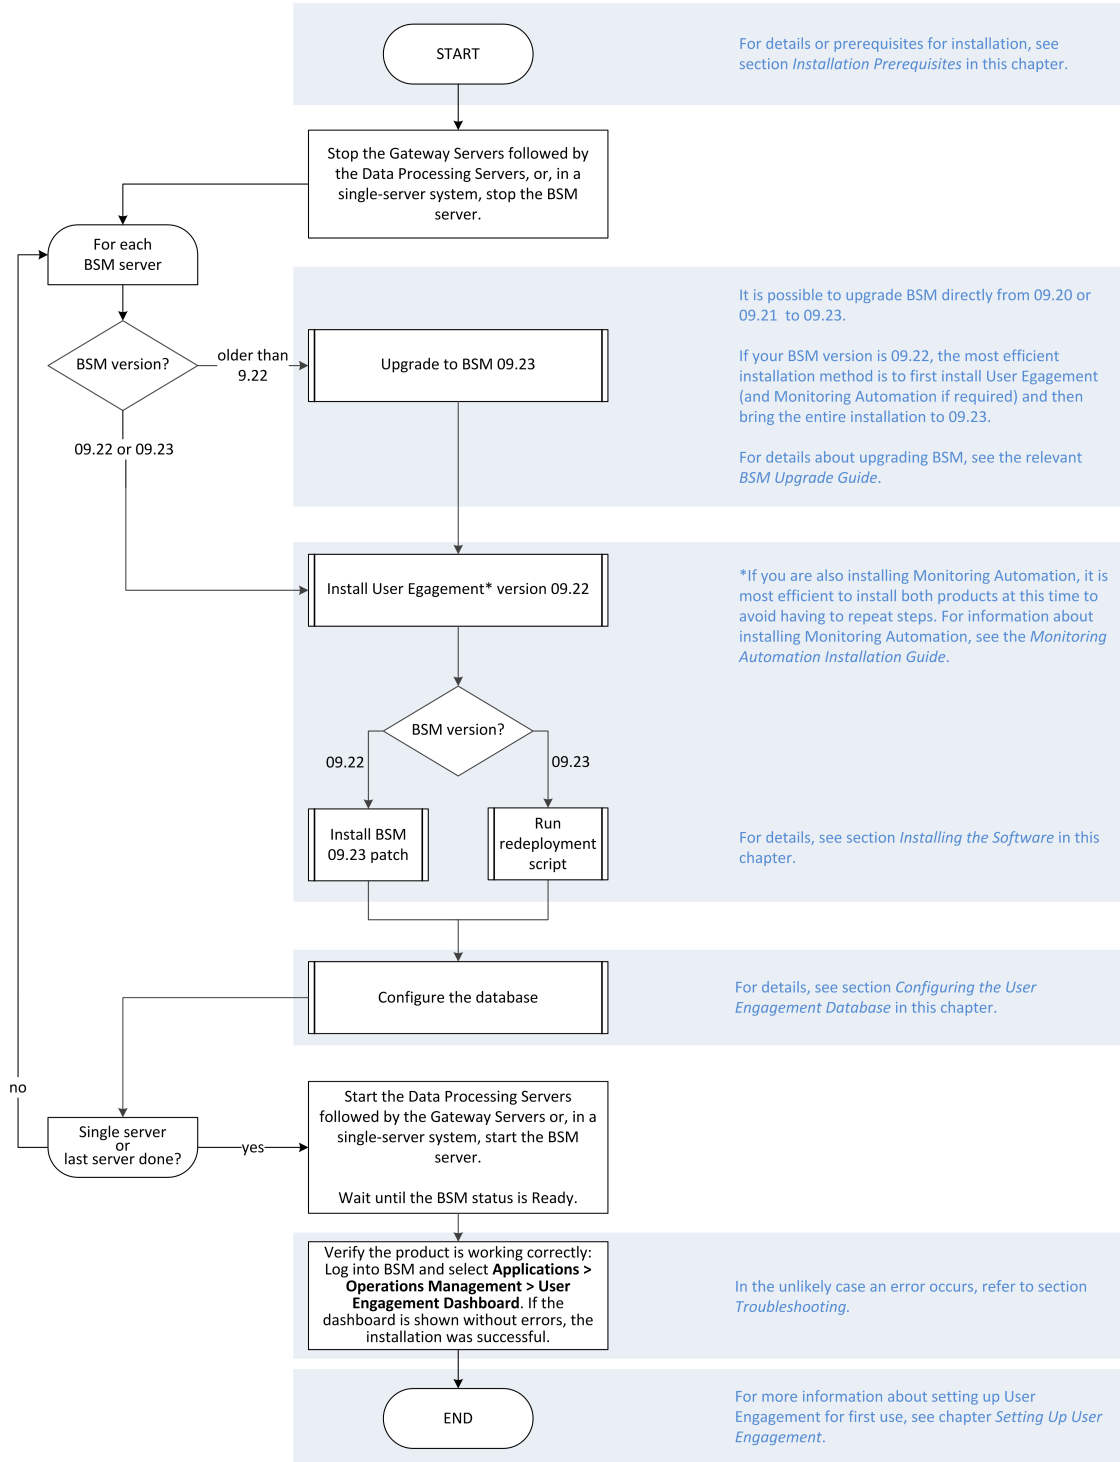 START
For details or prerequisites for installation, see
section Installation Prerequisites in this chapter.
Stop the Gateway Servers followed by
the Data Processing Servers, or, in a
single-server system, stop the BSM
server.
For each
BSM server
BSM version?
older than
9.22
Upgrade to BSM 09.23
It is possible to upgrade BSM directly from 09.20 or
09.21 to 09.23.
If your BSM version is 09.22, the most efficient
installation method is to first install User Egagement
(and Monitoring Automation if required) and then
bring the entire installation to 09.23.
For details about upgrading BSM, see the relevant
BSM Upgrade Guide.
09.22 or 09.23
Install User Egagement* version 09.22
*If you are also installing Monitoring Automation, it is
most efficient to install both products at this time to
avoid having to repeat steps. For information about
installing Monitoring Automation, see the Monitoring
Automation Installation Guide.
BSM version?
09.22
09.23
Install BSM
09.23 patch
Run
redeployment
script
For details, see section Installing the Software in this
chapter.
Configure the database
For details, see section Configuring the User
Engagement Database in this chapter.
no
Single server
or
last server done?
yes
Start the Data Processing Servers
followed by the Gateway Servers or, in a
single-server system, start the BSM
server.
Wait until the BSM status is Ready.
Verify the product is working correctly:
Log into BSM and select Applications >
Operations Management > User
Engagement Dashboard. If the
dashboard is shown without errors, the
installation was successful.
In the unlikely case an error occurs, refer to section
Troubleshooting.
END
For more information about setting up User
Engagement for first use, see chapter Setting Up User
Engagement.